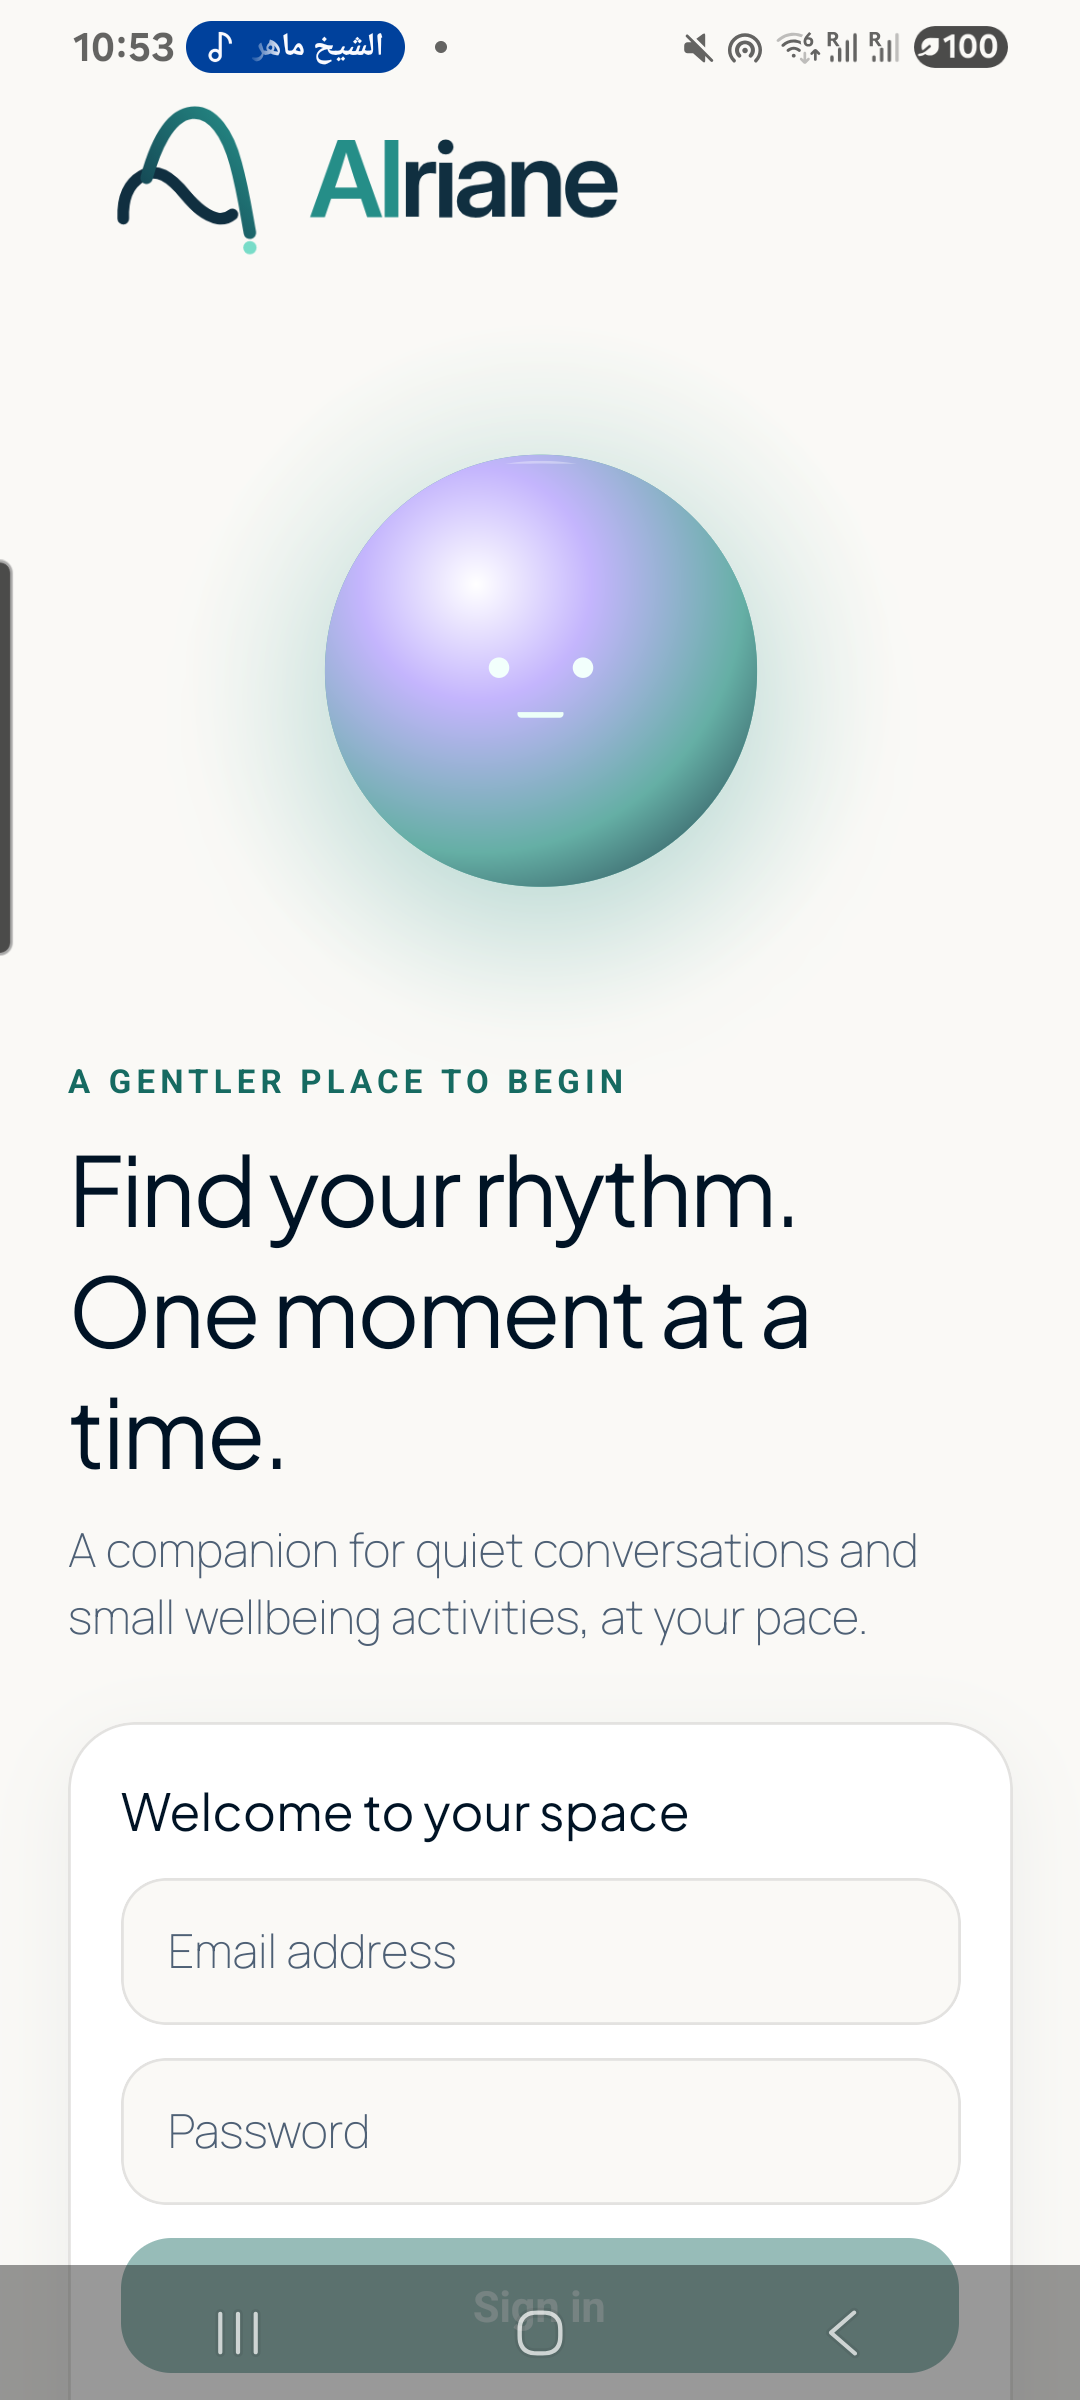 10:53 الشيخ ماهر R R 100
AIriane
A GENTLER PLACE TO BEGIN
Find your rhythm.
One moment at a
time.
A companion for quiet conversations and
small wellbeing activities, at your pace.
Welcome to your space
Email address
Password
Sign in